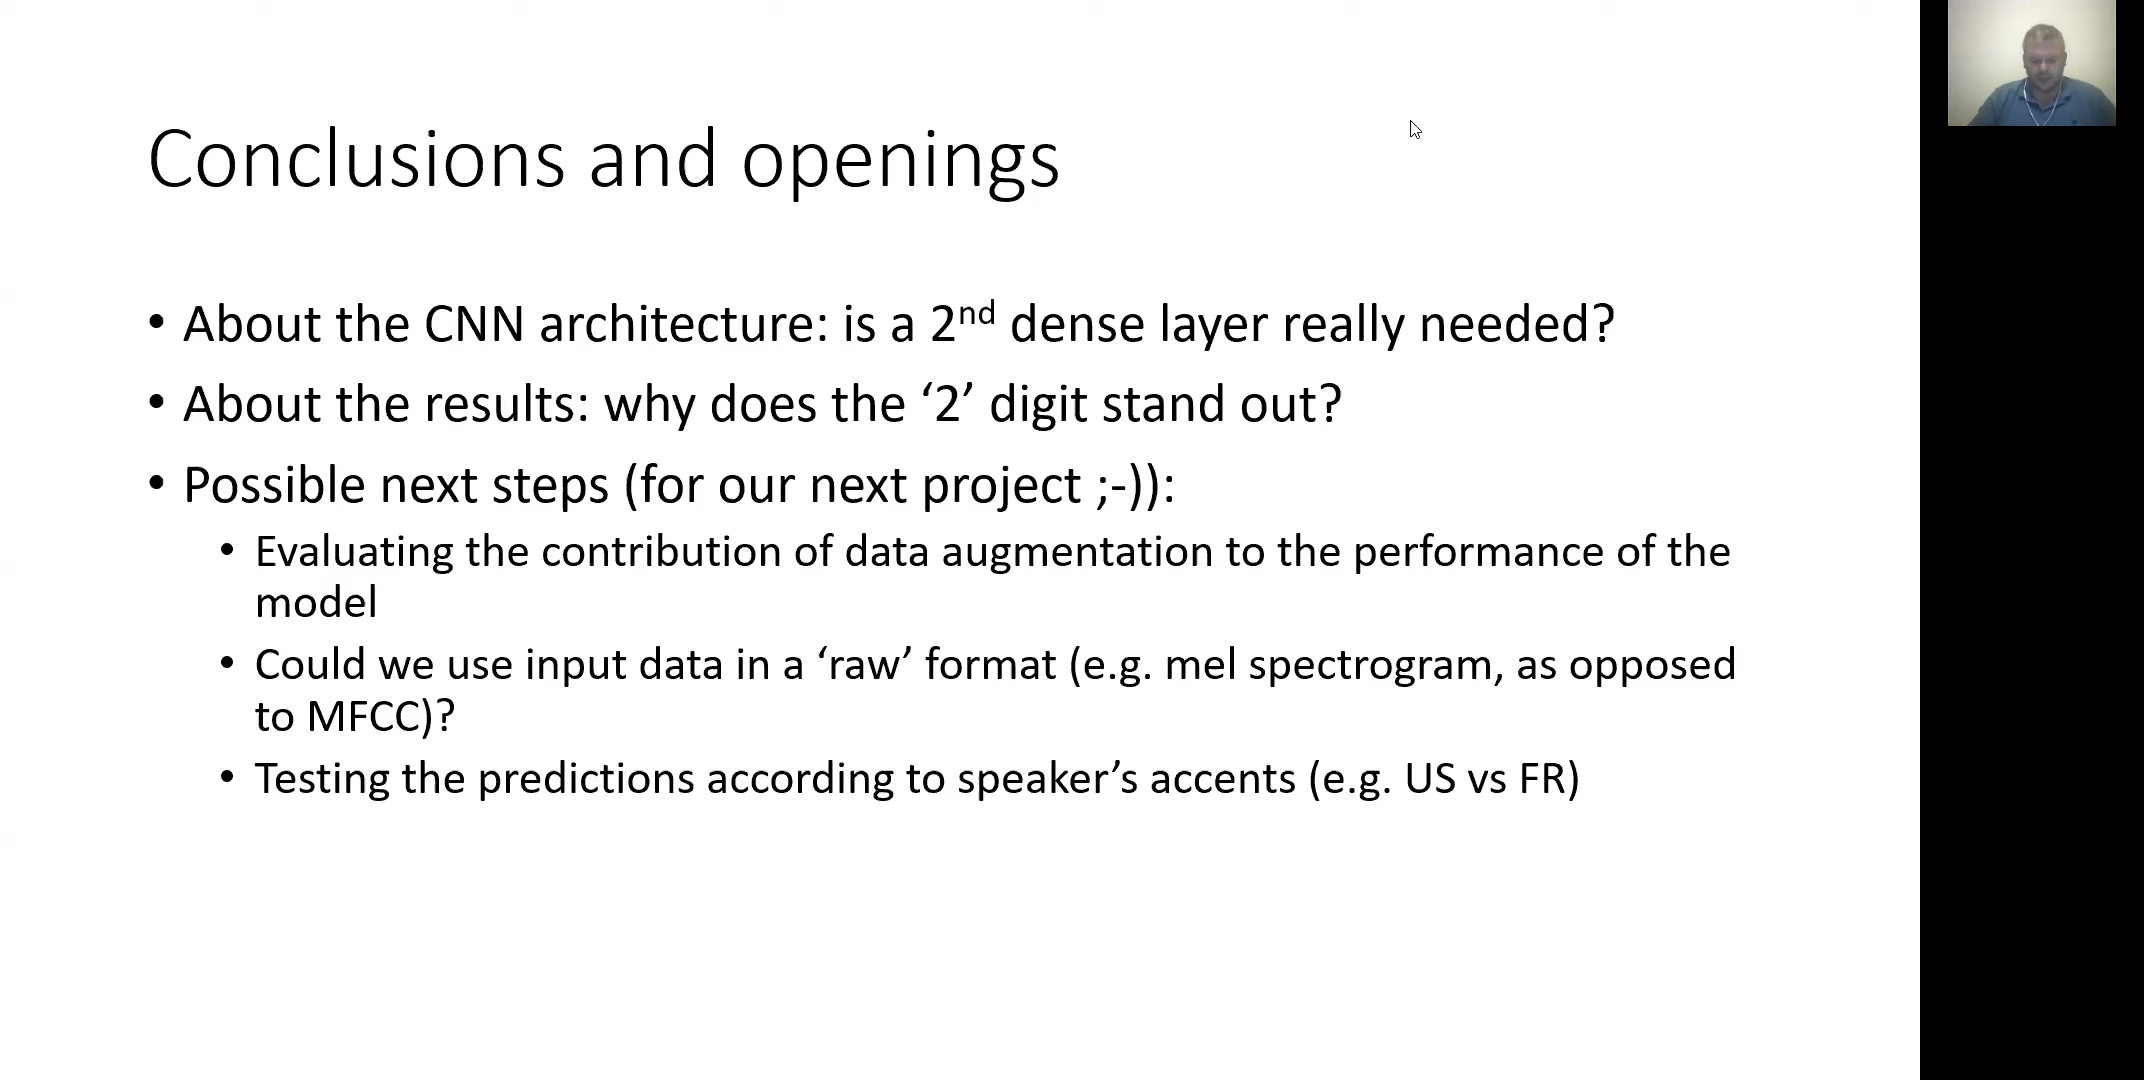 Conclusions and openings
• About the CNN architecture: is a 2nd dense layer really needed?
• About the results: why does the ‘2’ digit stand out?
• Possible next steps (for our next project ;-)):
• Evaluating the contribution of data augmentation to the performance of the
model
• Could we use input data in a ‘raw’ format (e.g. mel spectrogram, as opposed
to MFCC)?
• Testing the predictions according to speaker’s accents (e.g. US vs FR)